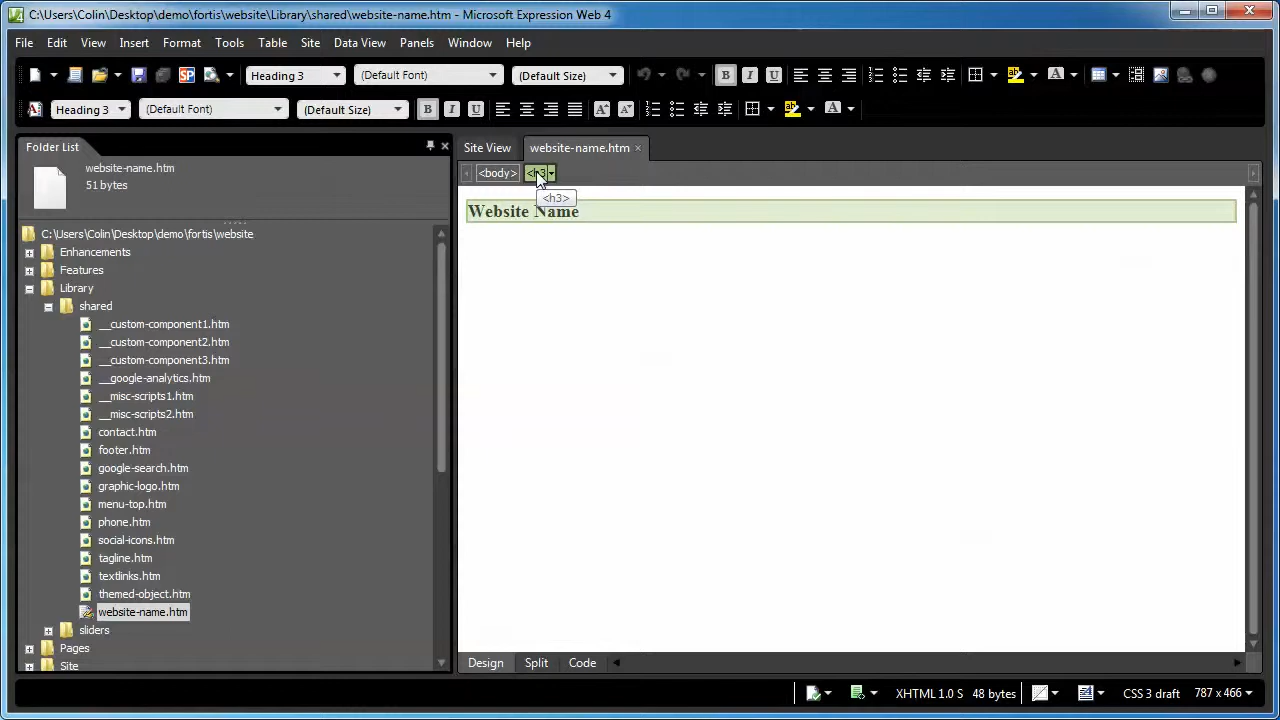 C:\Users\Colin\Desktop\demo\fortis\website\Library\shared\website-name.htm - Microsoft Expression Web 4
File Edit View Insert Format Tools Table Site Data View Panels Window Help
Heading 3 (Default Font) (Default Size) B I U A
Heading 3 (Default Font) (Default Size) B I U A
Folder List
website-name.htm
51 bytes
C:\Users\Colin\Desktop\demo\fortis\website
Enhancements
Features
Library
shared
__custom-component1.htm
__custom-component2.htm
__custom-component3.htm
__google-analytics.htm
__misc-scripts1.htm
__misc-scripts2.htm
contact.htm
footer.htm
google-search.htm
graphic-logo.htm
menu-top.htm
phone.htm
social-icons.htm
tagline.htm
textlinks.htm
themed-object.htm
website-name.htm
sliders
Pages
Site
Site View website-name.htm
<body> <h3
<h3>
Website Name
Design Split Code
XHTML 1.0 S 48 bytes CSS 3 draft 787 x 466